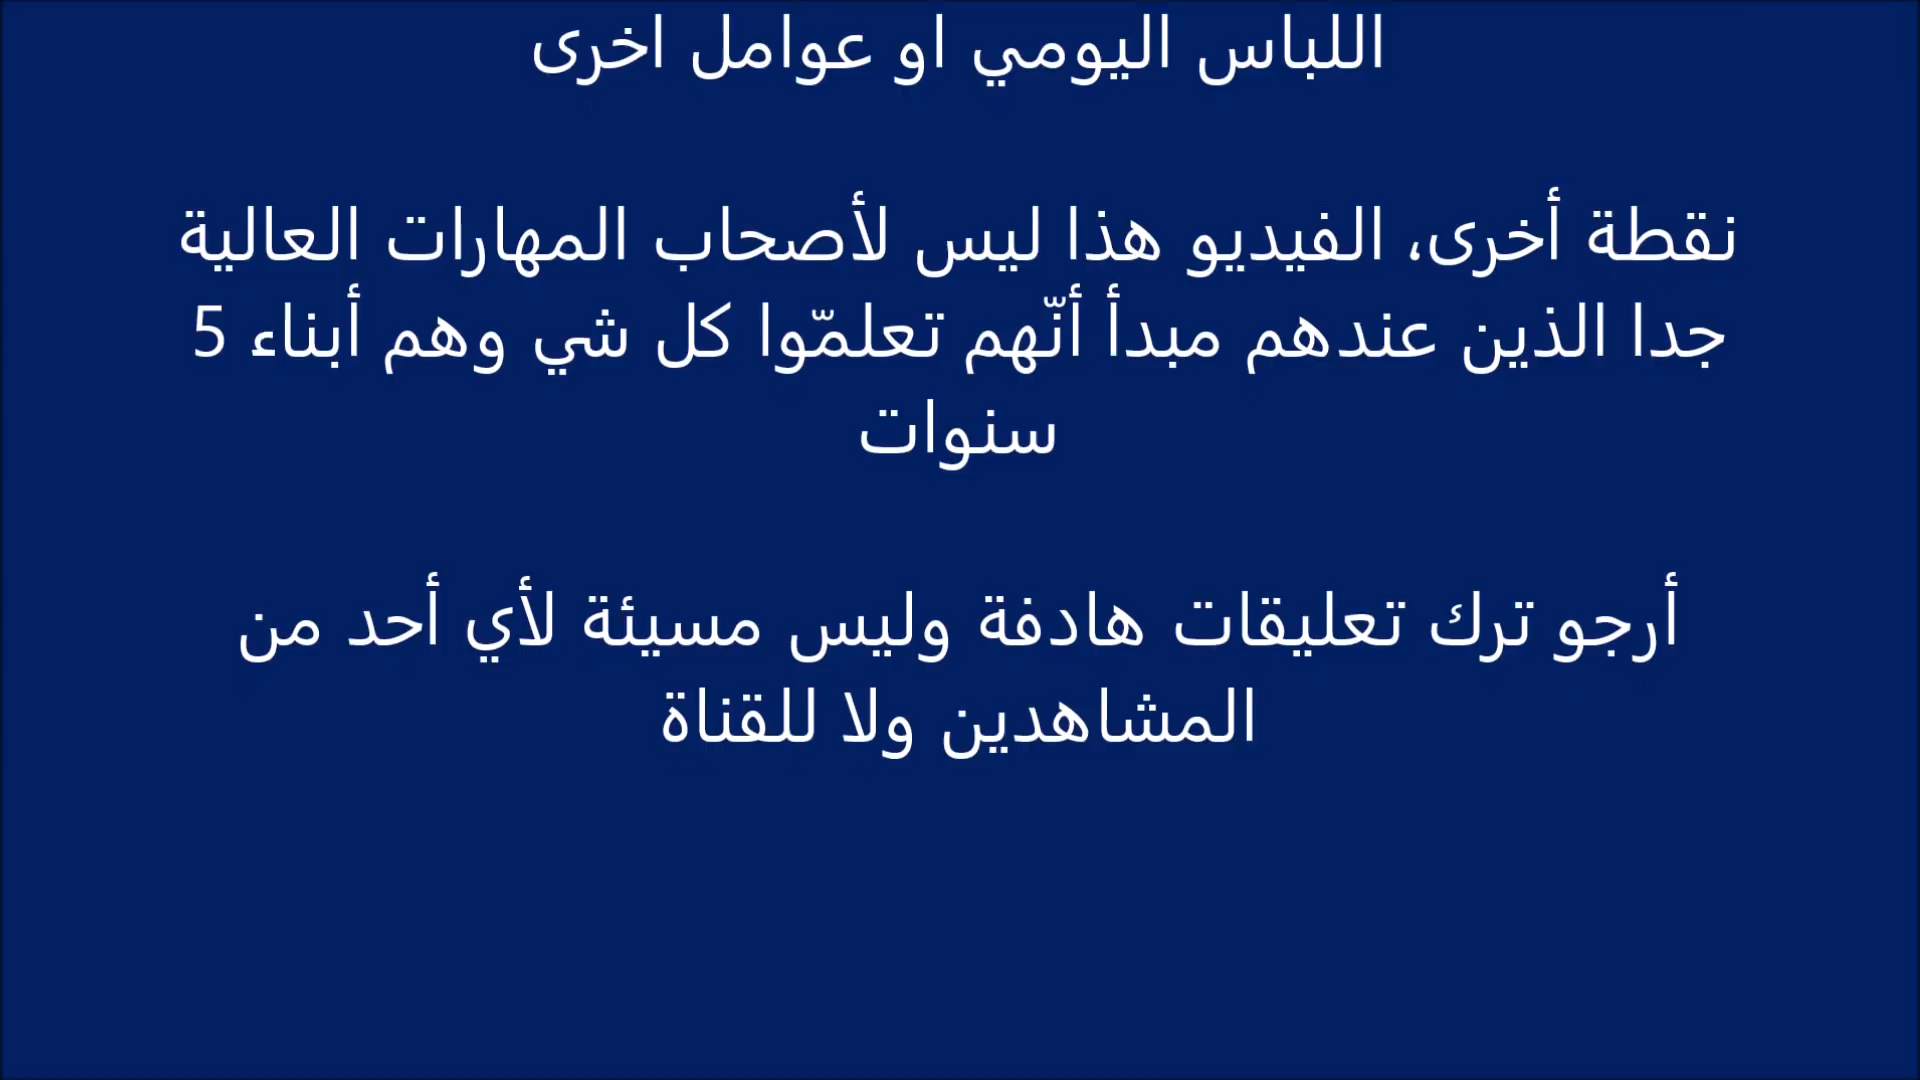 اللباس اليومي او عوامل اخرى
نقطة أخرى، الفيديو هذا ليس لأصحاب المهارات العالية
جدا الذين عندهم مبدأ أنّهم تعلمّوا كل شي وهم أبناء 5
سنوات
أرجو ترك تعليقات هادفة وليس مسيئة لأي أحد من
المشاهدين ولا للقناة